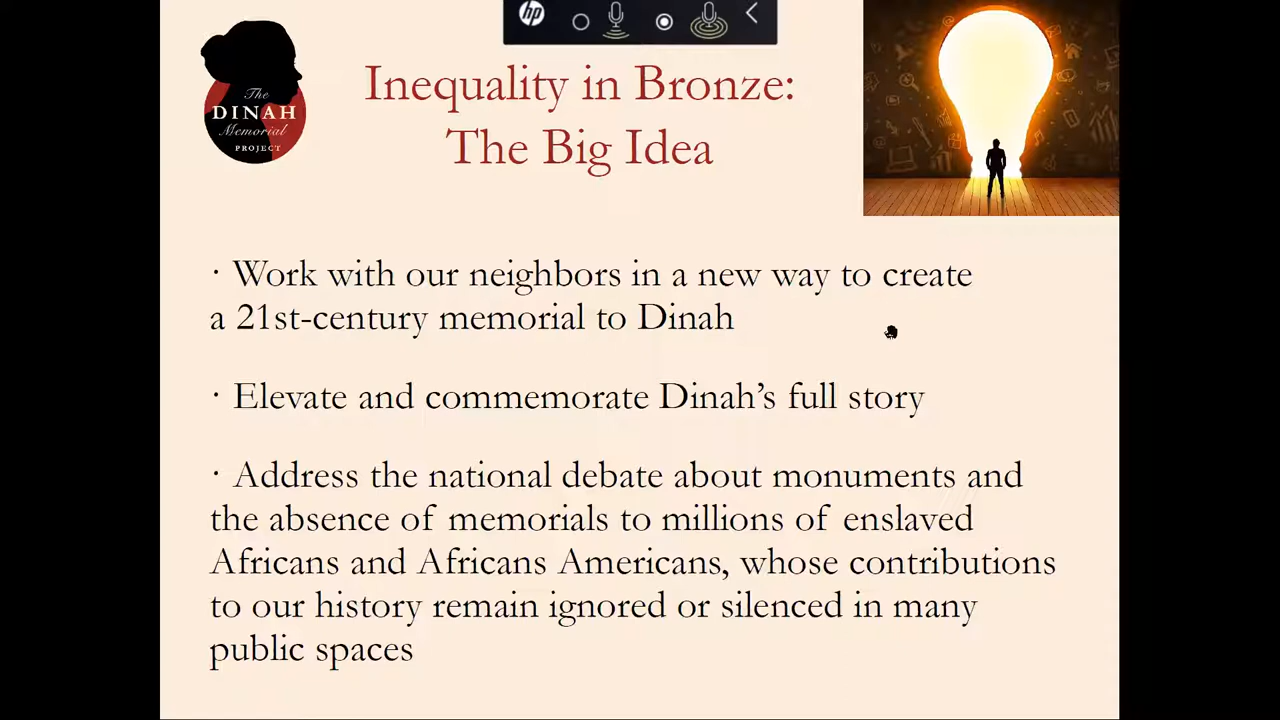 hp
The
DINAH
Memorial
PROJECT
Inequality in Bronze:
The Big Idea
· Work with our neighbors in a new way to create
a 21st-century memorial to Dinah
· Elevate and commemorate Dinah’s full story
· Address the national debate about monuments and
the absence of memorials to millions of enslaved
Africans and Africans Americans, whose contributions
to our history remain ignored or silenced in many
public spaces